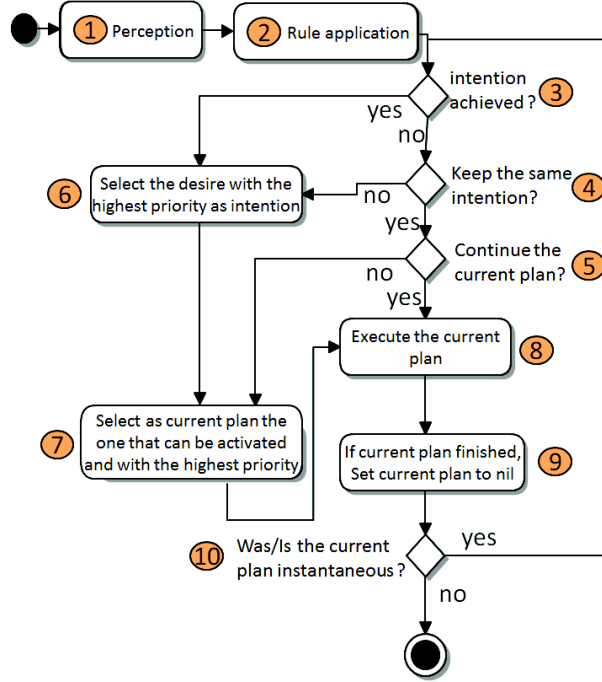 1 Perception
2 Rule application
intention
achieved ? 3
yes
no
6 Select the desire with the
highest priority as intention
Keep the same
intention? 4
no
yes
Continue the
current plan? 5
no
yes
Execute the current
plan 8
7 Select as current plan the
one that can be activated
and with the highest priority
If current plan finished,
Set current plan to nil 9
10 Was/Is the current
plan instantaneous ?
yes
no